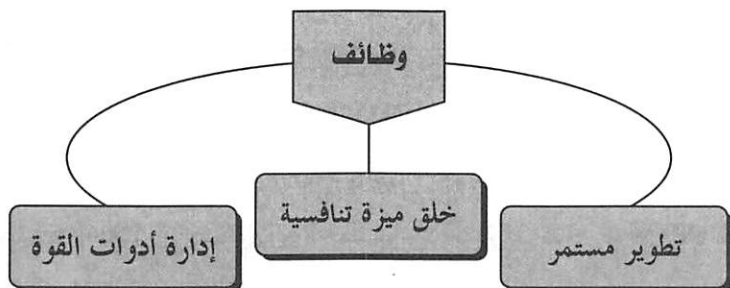 وظائف
تطوير مستمر
خلق ميزة تنافسية
إدارة أدوات القوة